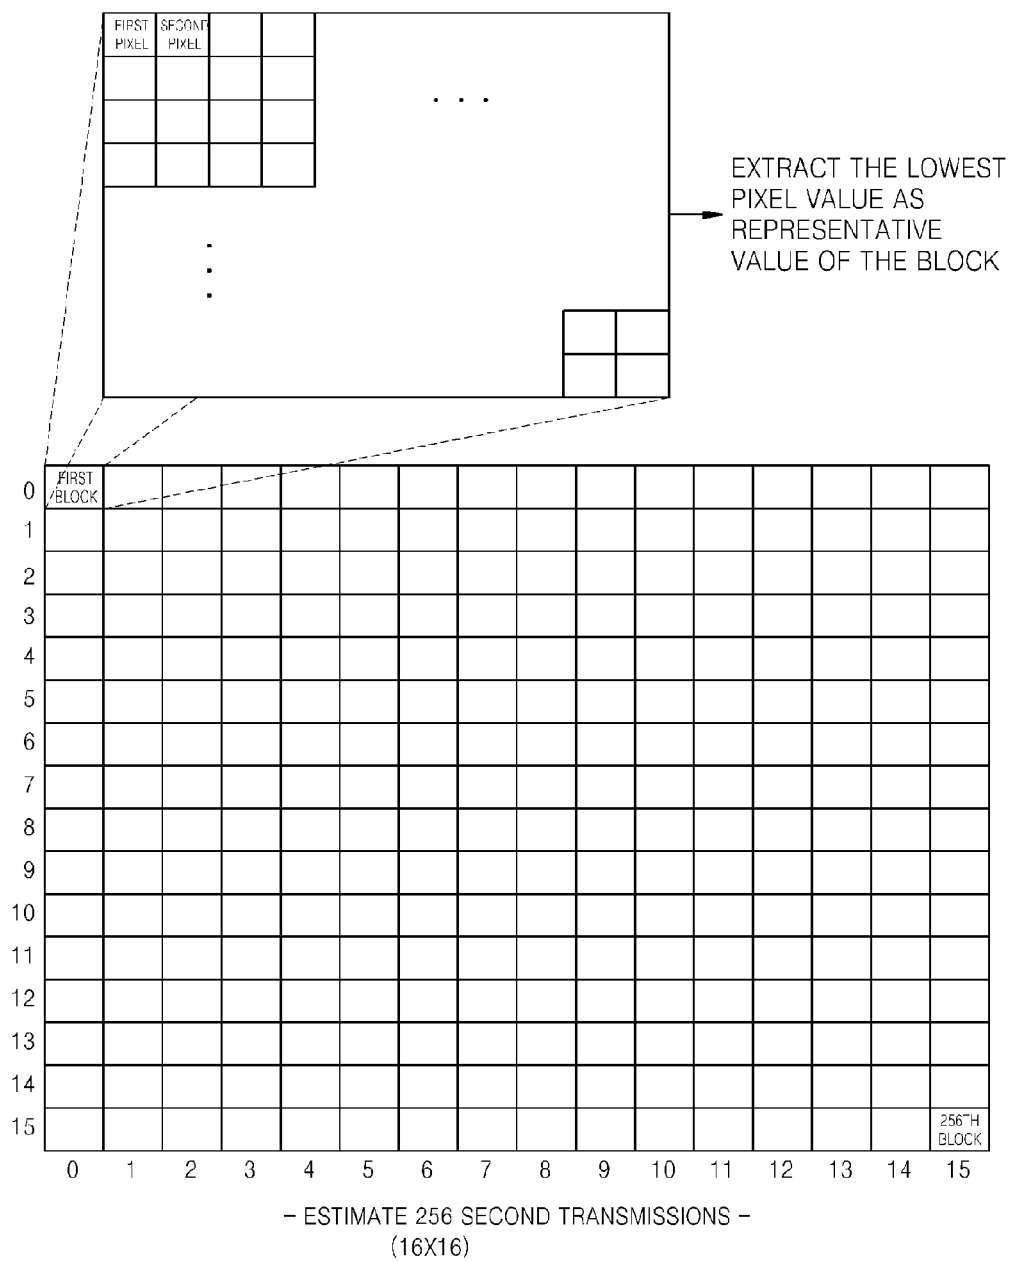 FIRST PIXEL
SECOND PIXEL
EXTRACT THE LOWEST
PIXEL VALUE AS
REPRESENTATIVE
VALUE OF THE BLOCK
FIRST
BLOCK
0
1
2
3
4
5
6
7
8
9
10
11
12
13
14
15
256TH
BLOCK
0 1 2 3 4 5 6 7 8 9 10 11 12 13 14 15
– ESTIMATE 256 SECOND TRANSMISSIONS –
(16X16)